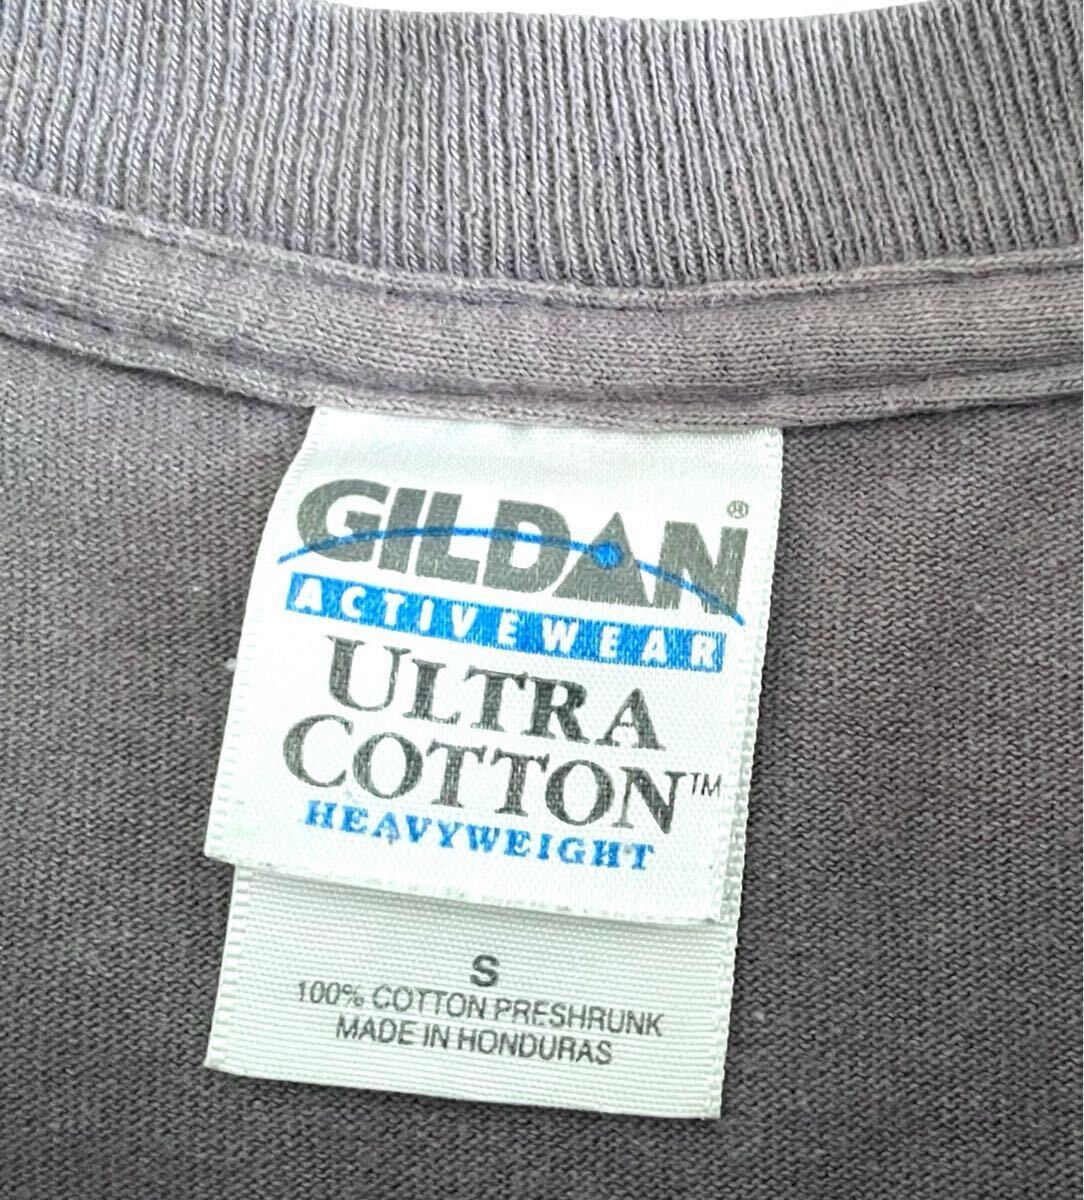 GILDAN®
ACTIVEWEAR
ULTRA
COTTON™
HEAVYWEIGHT
S
100% COTTON PRESHRUNK
MADE IN HONDURAS